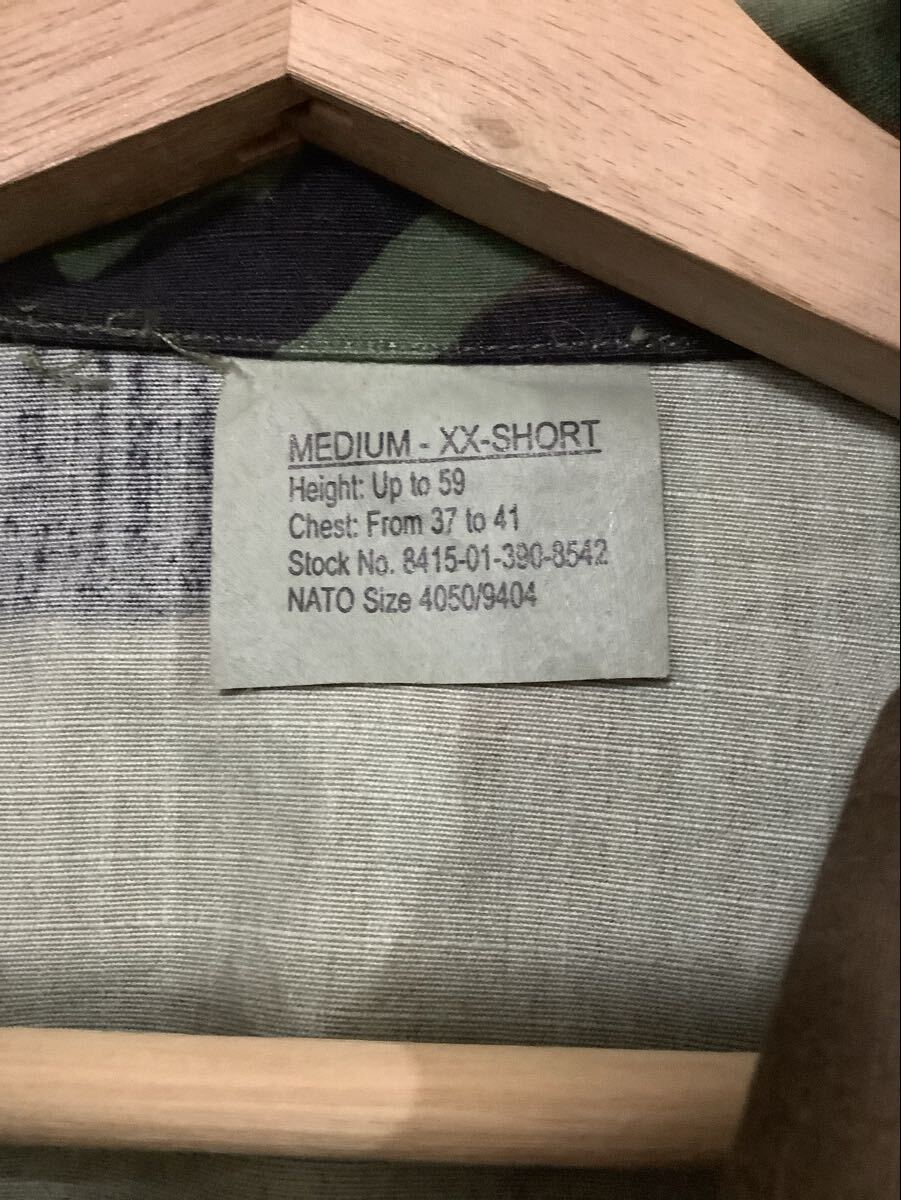 MEDIUM - XX-SHORT
Height: Up to 59
Chest: From 37 to 41
Stock No. 8415-01-390-8542
NATO Size 4050/9404